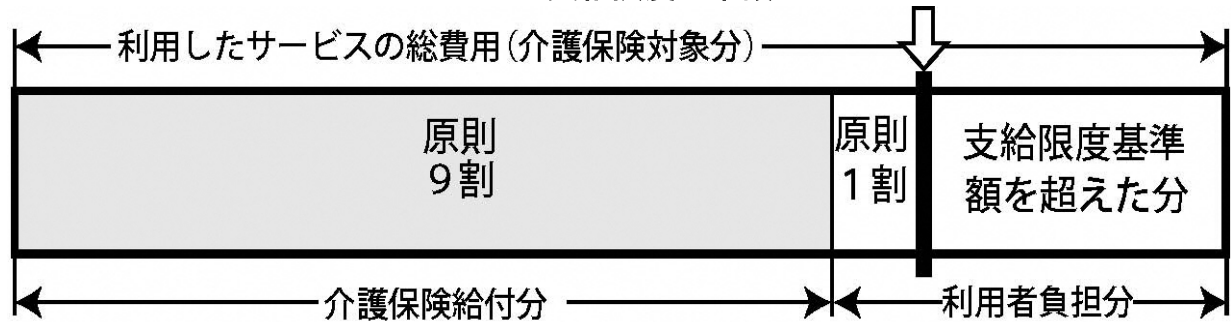 利用したサービスの総費用(介護保険対象分)
原則
9割
原則
1割
支給限度基準
額を超えた分
介護保険給付分
利用者負担分